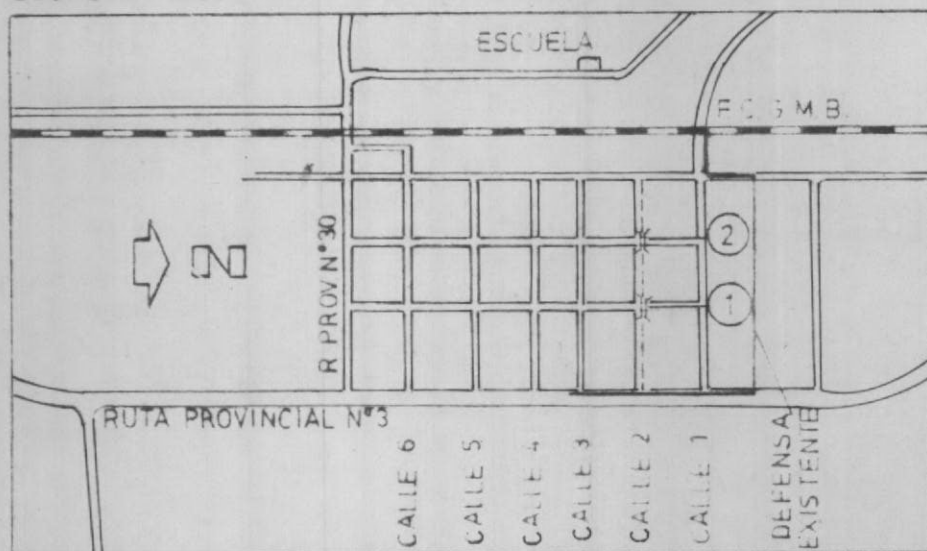 ESCUELA
F.C.G.M.B.
N
R PROV N°30
2
1
RUTA PROVINCIAL N°3
CALLE 6
CALLE 5
CALLE 4
CALLE 3
CALLE 2
CALLE 1
DEFENSA
EXISTENTE